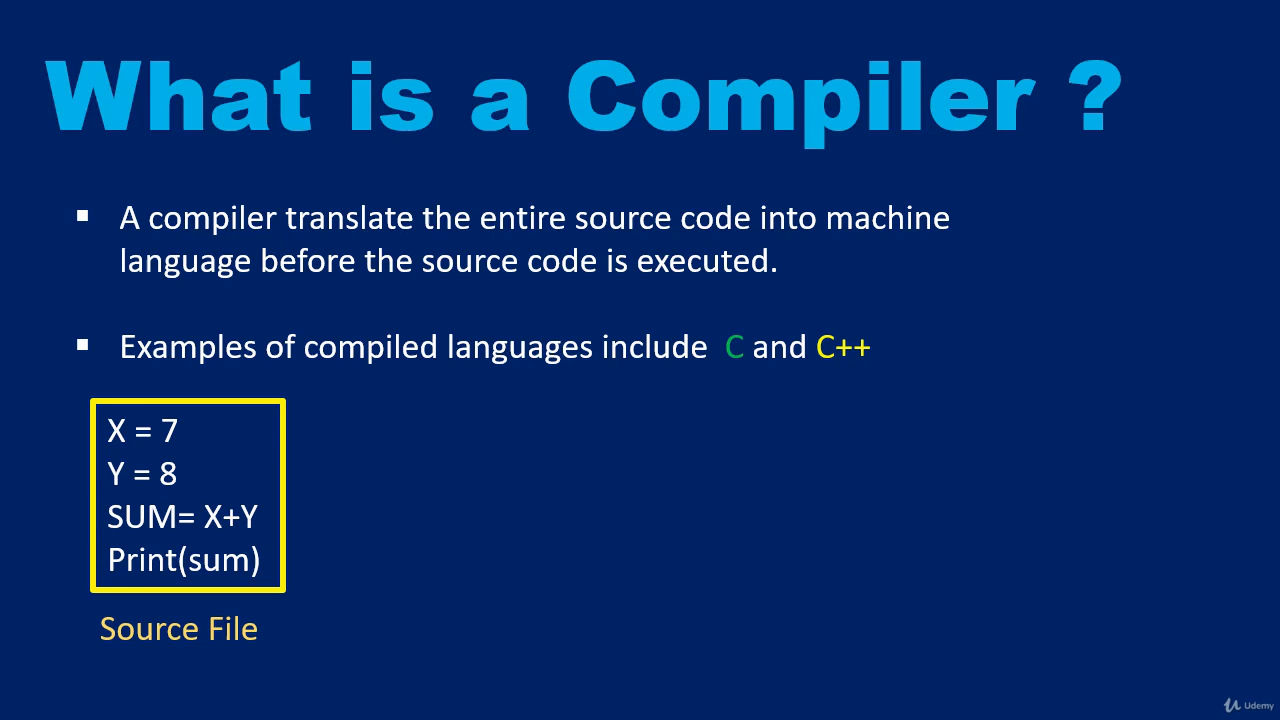 What is a Compiler ?
▪ A compiler translate the entire source code into machine
language before the source code is executed.
▪ Examples of compiled languages include C and C++
X = 7
Y = 8
SUM= X+Y
Print(sum)
Source File
Udemy